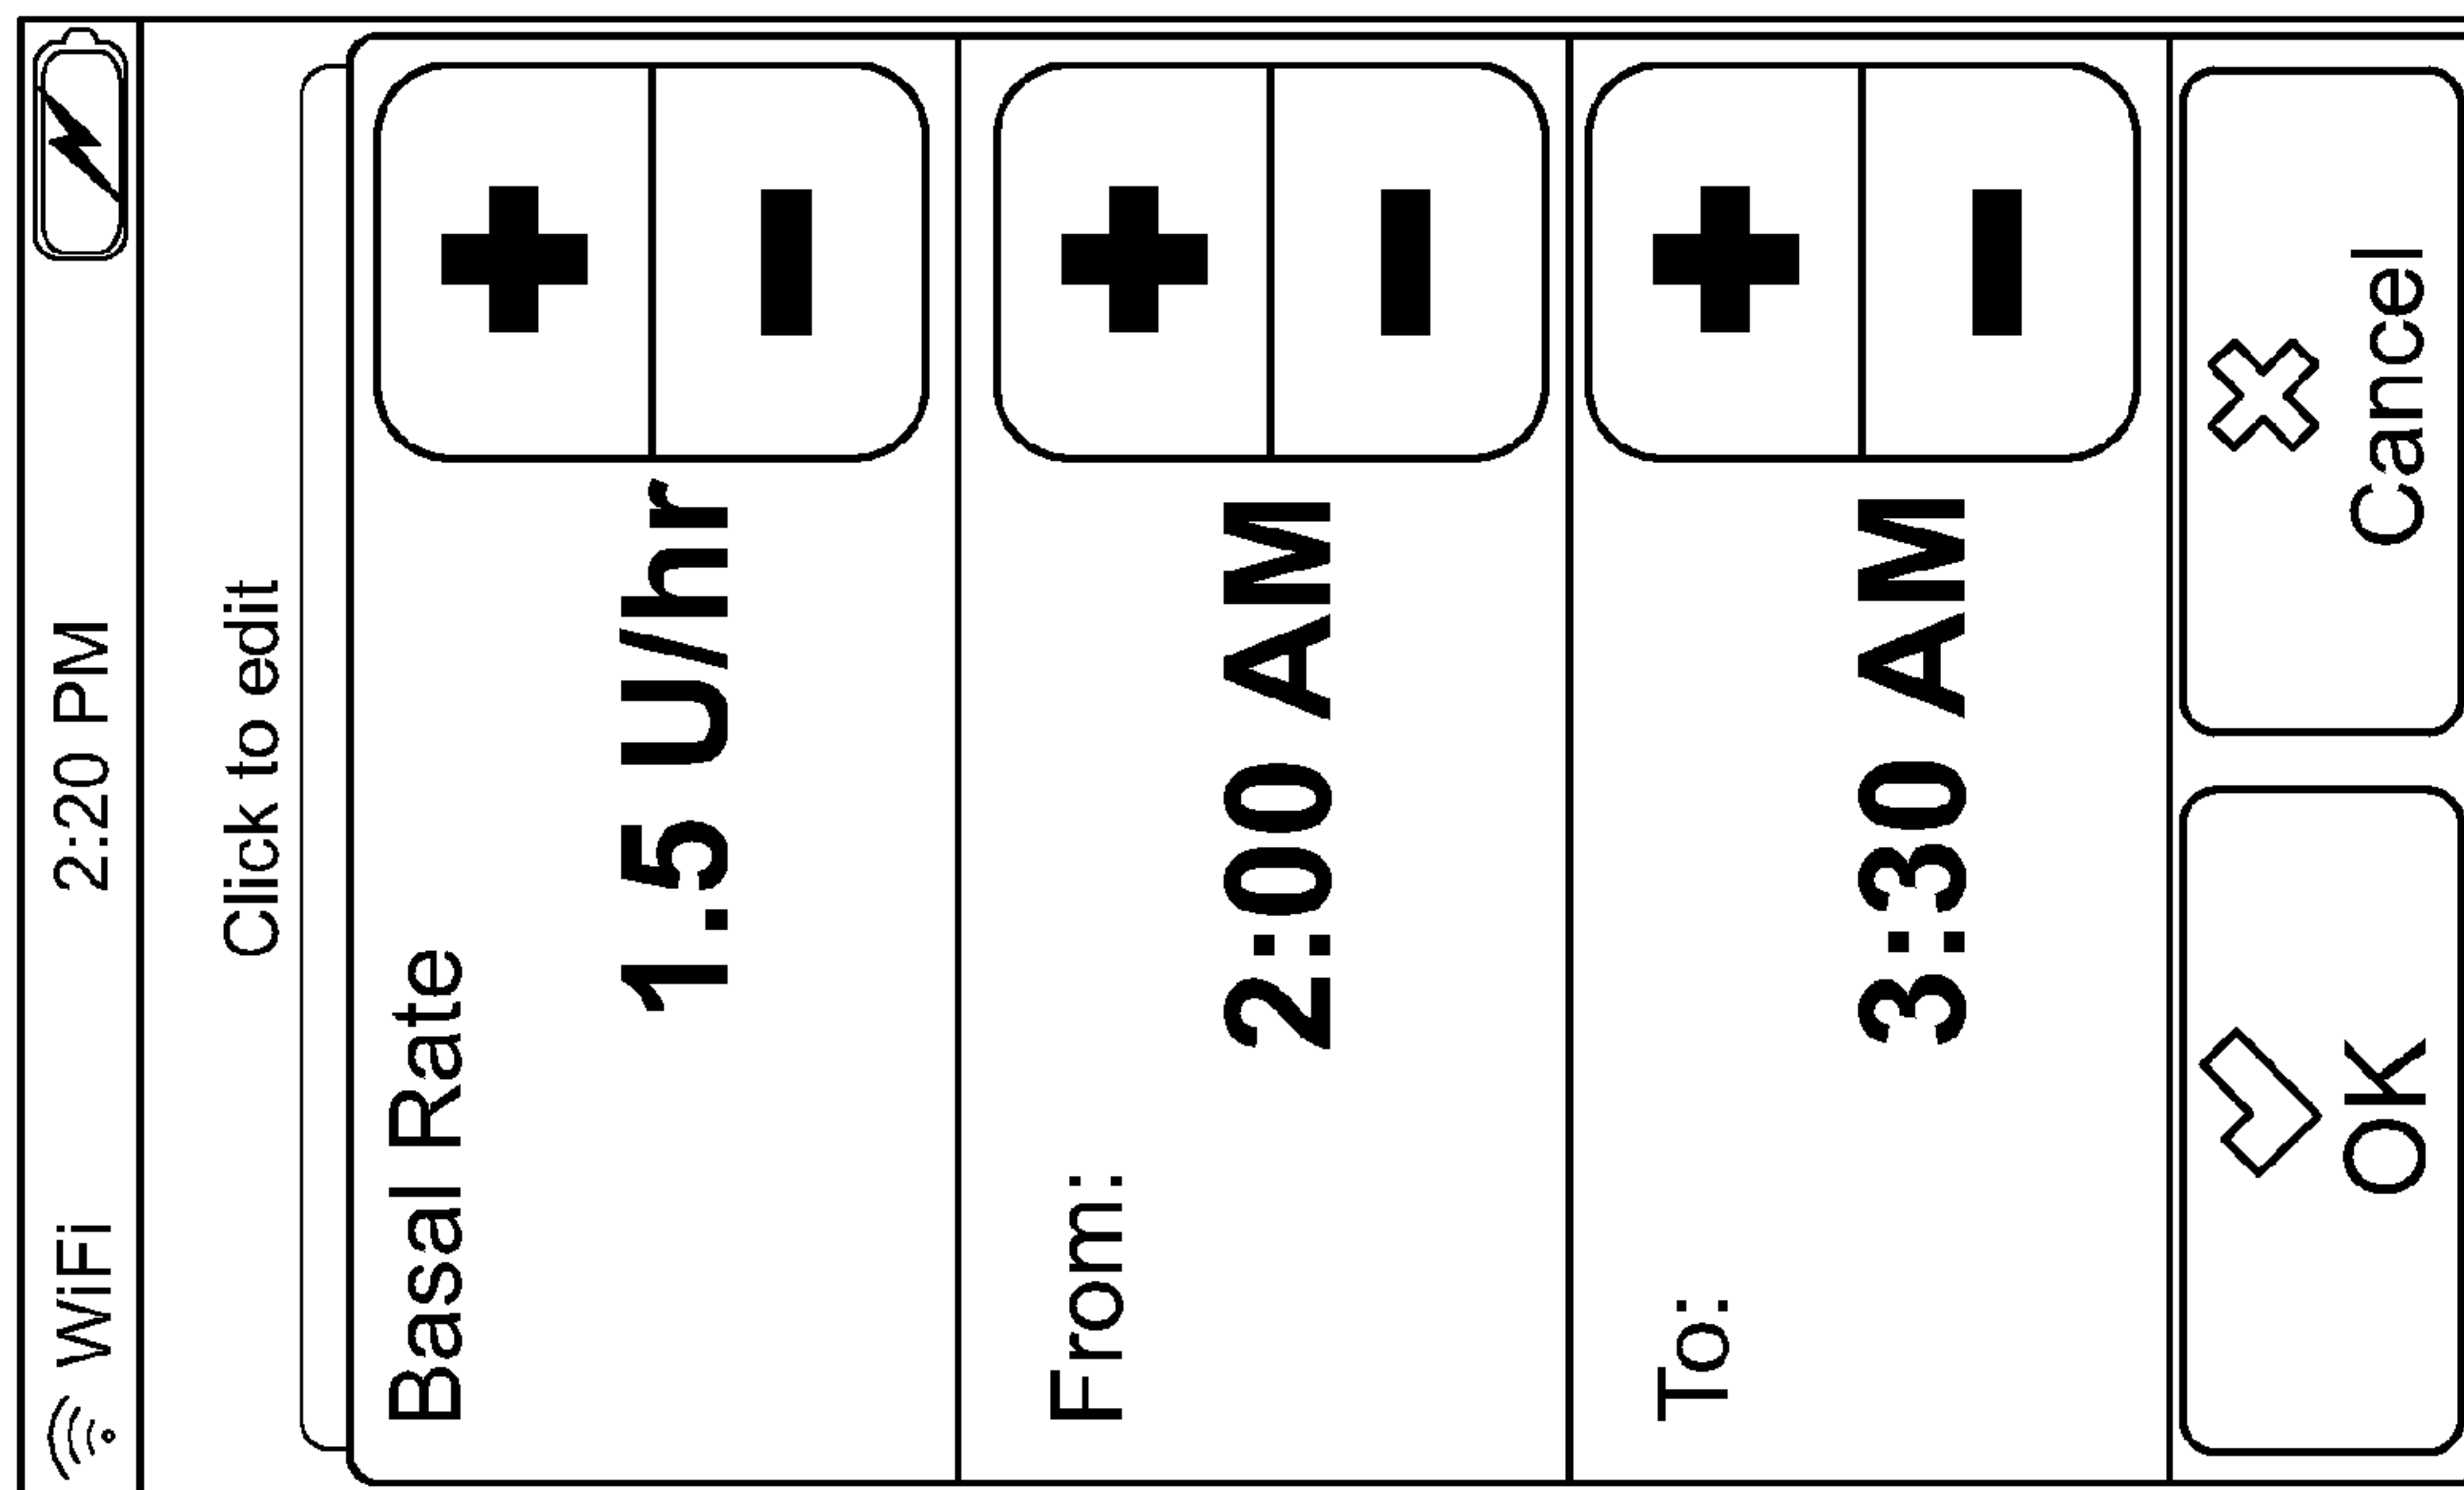 WiFi 2:20 PM
Click to edit
Basal Rate
1.5 U/hr
From:
2:00 AM
To:
3:30 AM
OK Cancel